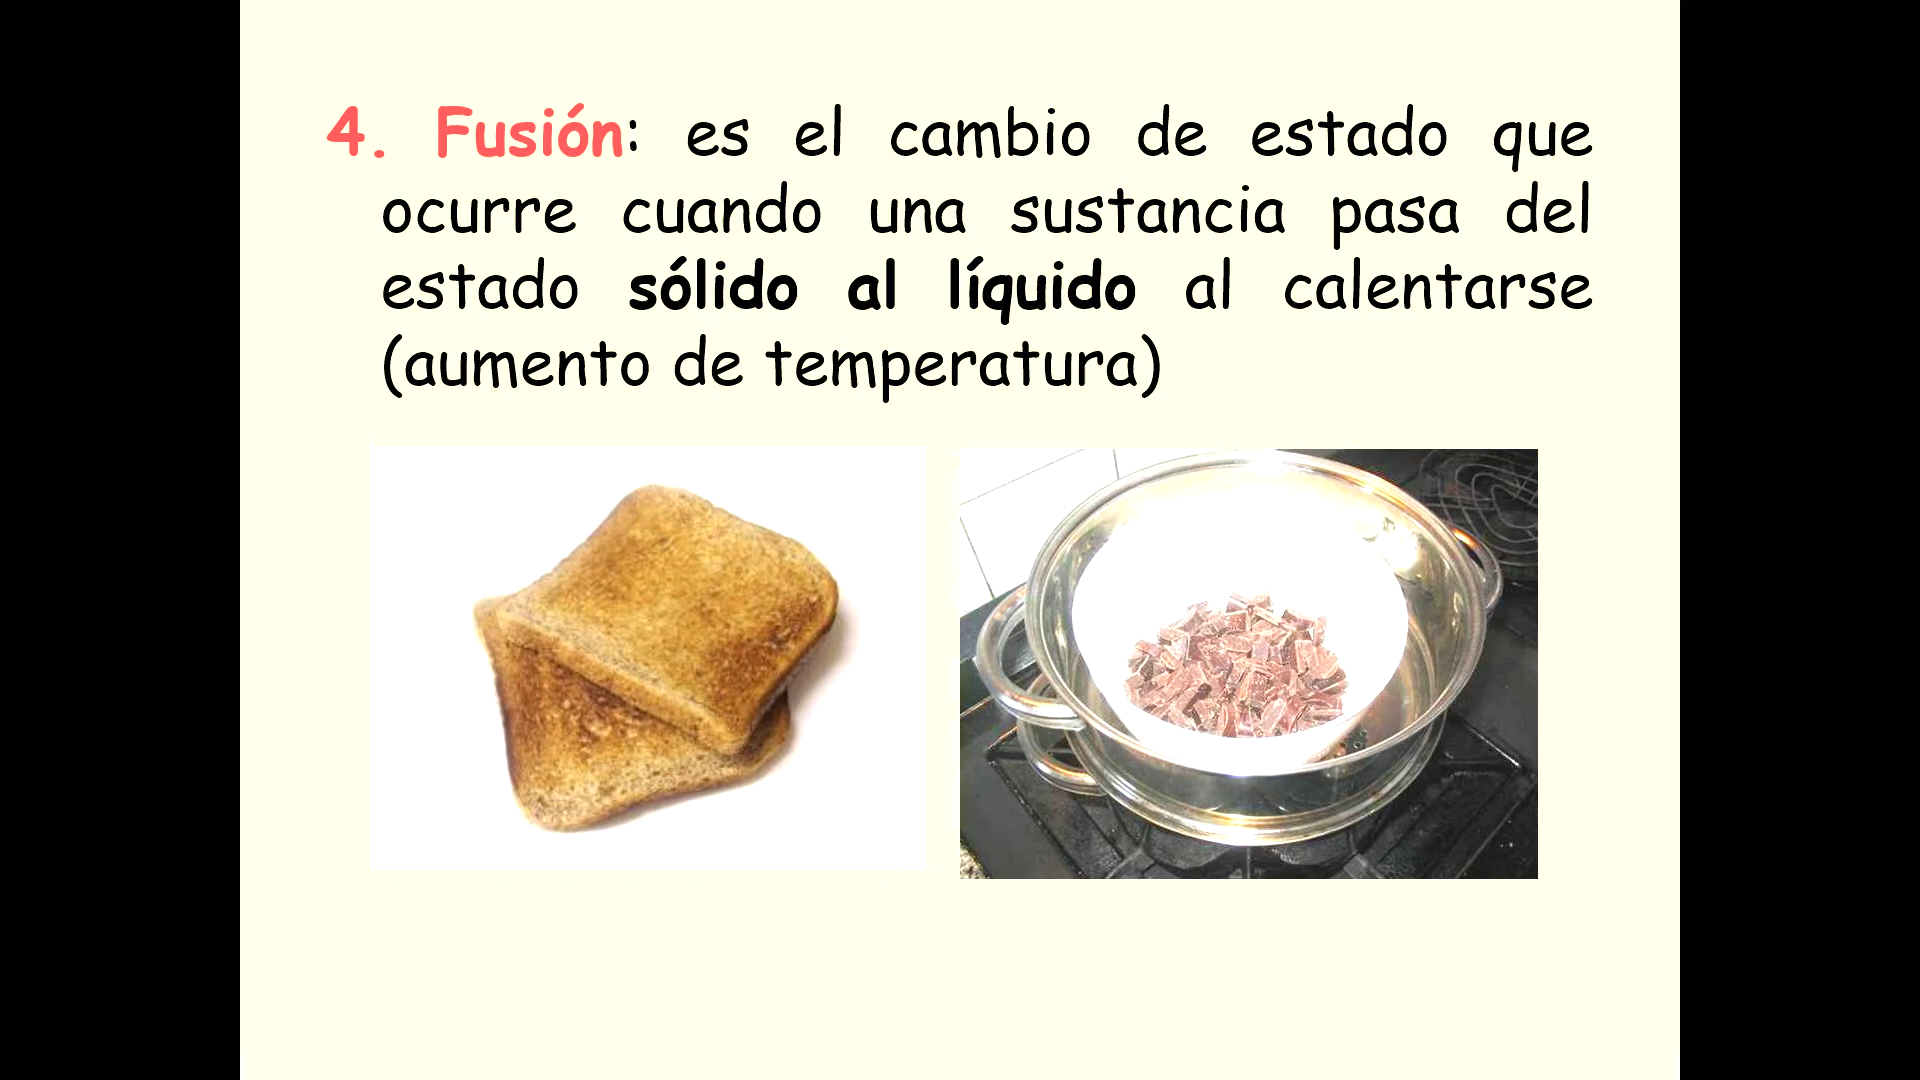 4. Fusión: es el cambio de estado que
ocurre cuando una sustancia pasa del
estado sólido al líquido al calentarse
(aumento de temperatura)